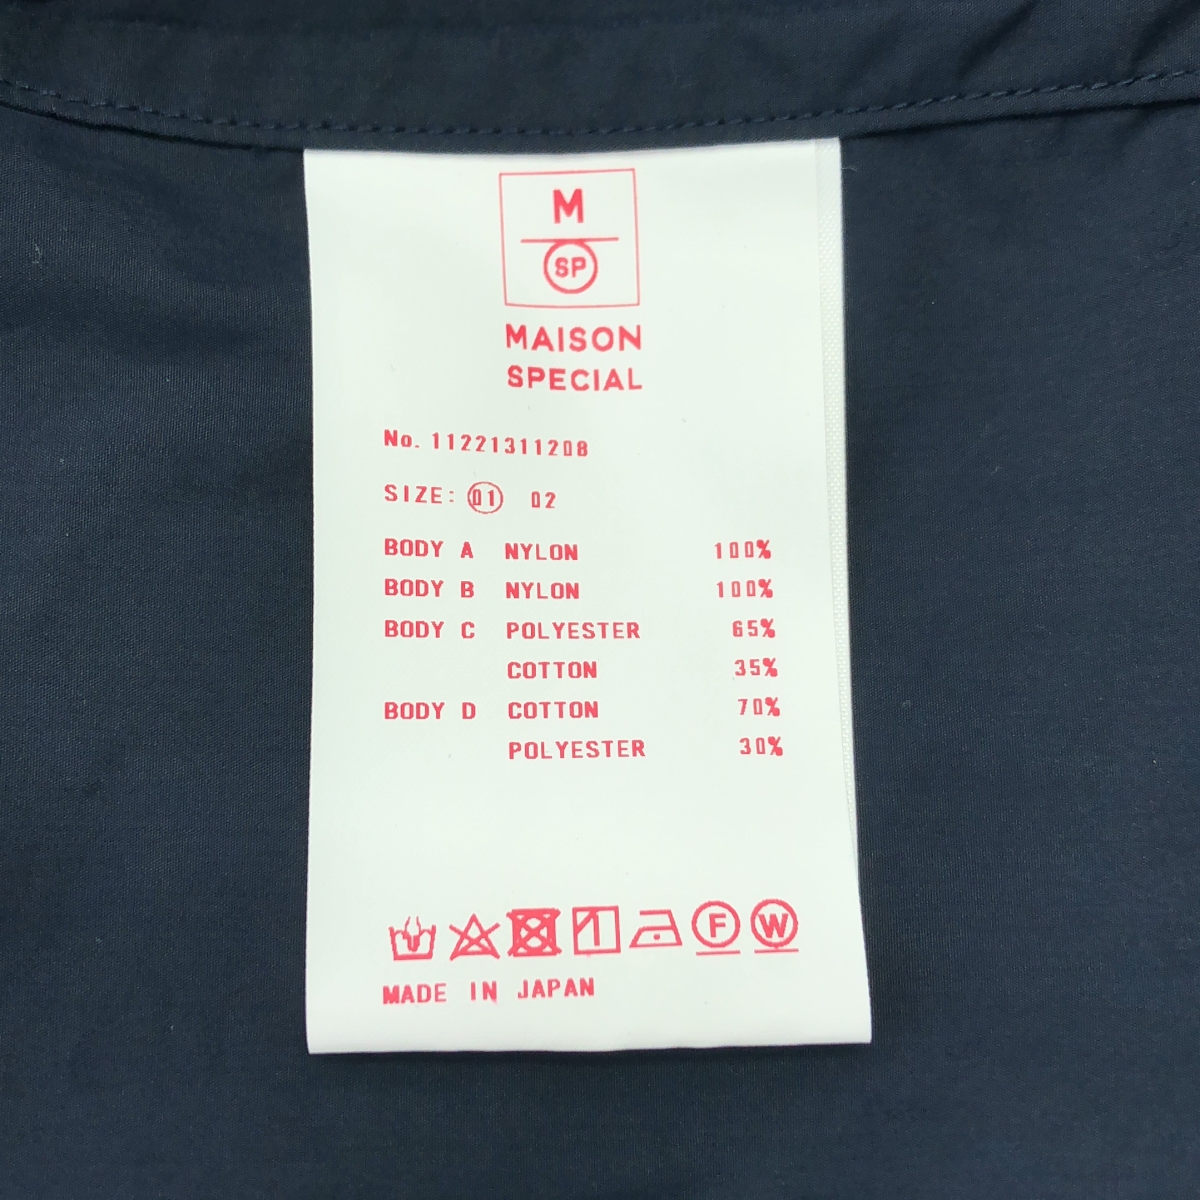 M
SP
MAISON
SPECIAL
No. 11221311208
SIZE: 01 02
BODY A NYLON 100%
BODY B NYLON 100%
BODY C POLYESTER 65%
COTTON 35%
BODY D COTTON 70%
POLYESTER 30%
F W
MADE IN JAPAN